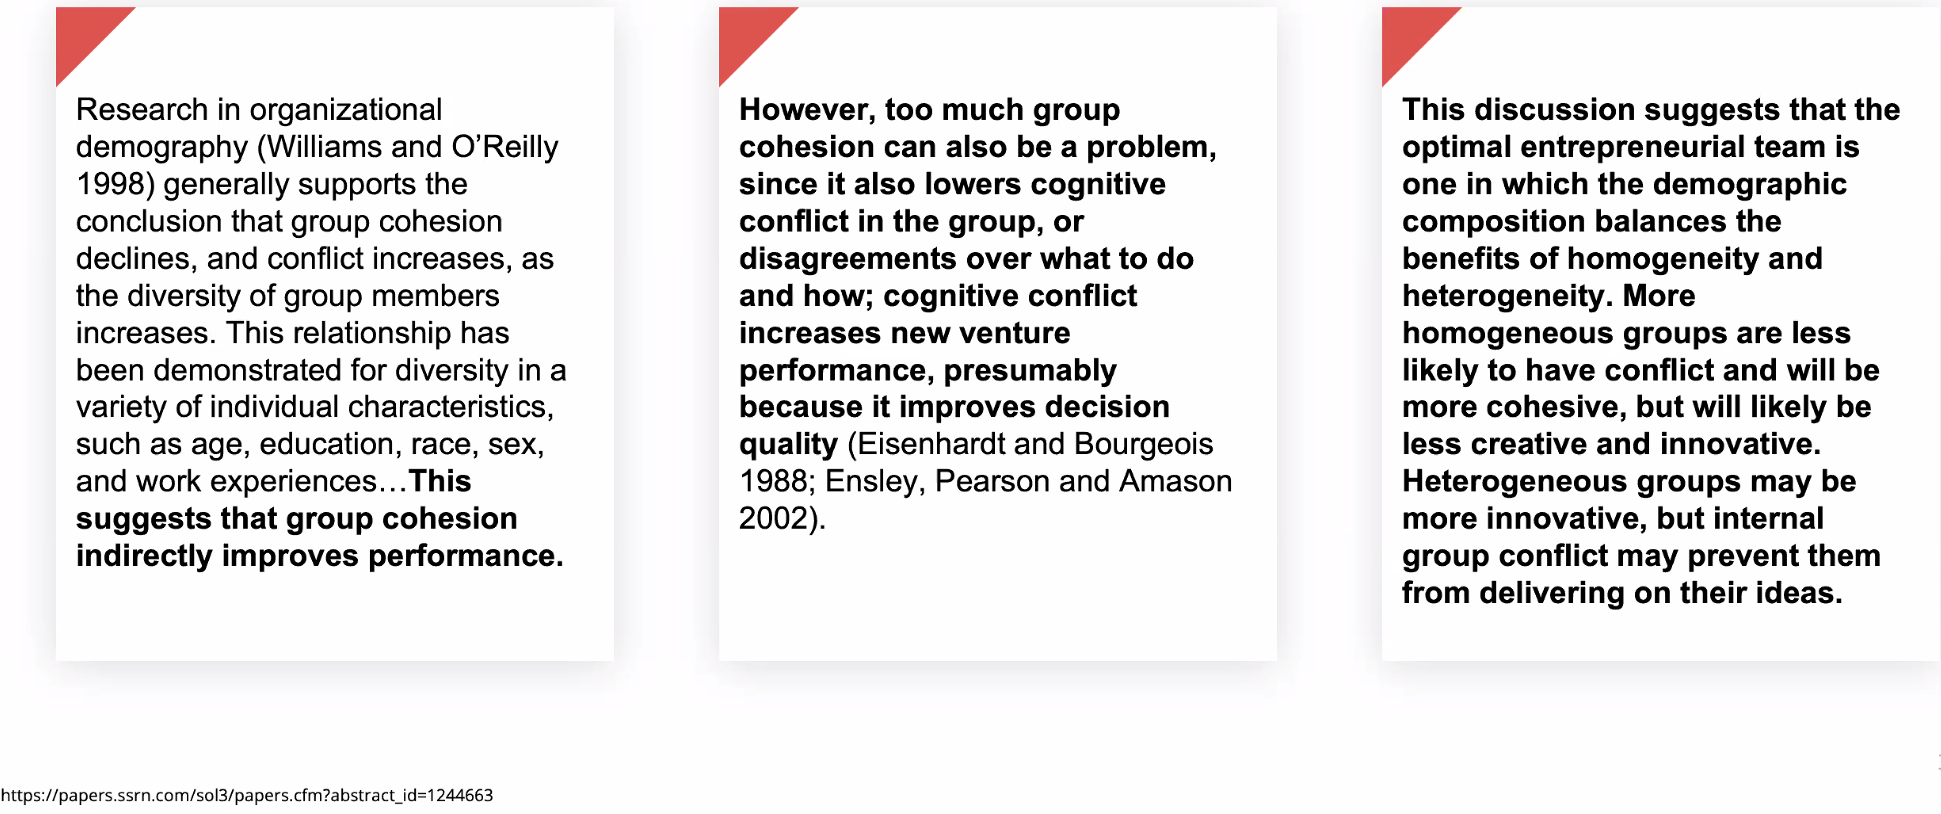 Research in organizational
demography (Williams and O’Reilly
1998) generally supports the
conclusion that group cohesion
declines, and conflict increases, as
the diversity of group members
increases. This relationship has
been demonstrated for diversity in a
variety of individual characteristics,
such as age, education, race, sex,
and work experiences…This
suggests that group cohesion
indirectly improves performance.
However, too much group
cohesion can also be a problem,
since it also lowers cognitive
conflict in the group, or
disagreements over what to do
and how; cognitive conflict
increases new venture
performance, presumably
because it improves decision
quality (Eisenhardt and Bourgeois
1988; Ensley, Pearson and Amason
2002).
This discussion suggests that the
optimal entrepreneurial team is
one in which the demographic
composition balances the
benefits of homogeneity and
heterogeneity. More
homogeneous groups are less
likely to have conflict and will be
more cohesive, but will likely be
less creative and innovative.
Heterogeneous groups may be
more innovative, but internal
group conflict may prevent them
from delivering on their ideas.
https://papers.ssrn.com/sol3/papers.cfm?abstract_id=1244663